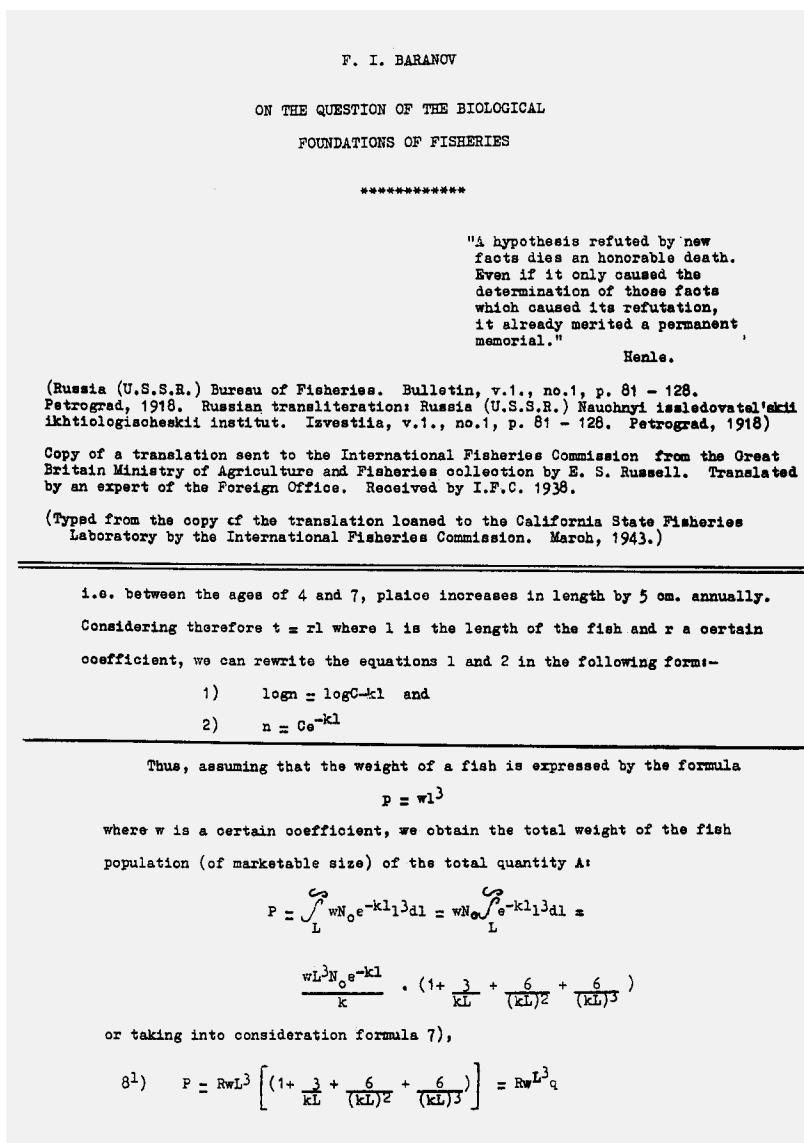 F. I. BARANOV
ON THE QUESTION OF THE BIOLOGICAL
FOUNDATIONS OF FISHERIES
************
"A hypothesis refuted by new
facts dies an honorable death.
Even if it only caused the
determination of those facts
which caused its refutation,
it already merited a permanent
memorial."
Henle.
(Russia (U.S.S.R.) Bureau of Fisheries. Bulletin, v.1., no.1, p. 81 - 128.
Petrograd, 1918. Russian transliteration: Russia (U.S.S.R.) Nauchnyi issledovatel'skii
ikhtiologischeskii institut. Izvestiia, v.1., no.1, p. 81 - 128. Petrograd, 1918)
Copy of a translation sent to the International Fisheries Commission from the Great
Britain Ministry of Agriculture and Fisheries collection by E. S. Russell. Translated
by an expert of the Foreign Office. Received by I.F.C. 1938.
(Typed from the copy of the translation loaned to the California State Fisheries
Laboratory by the International Fisheries Commission. March, 1943.)
i.e. between the ages of 4 and 7, plaice increases in length by 5 cm. annually.
Considering therefore t = rl where l is the length of the fish and r a certain
coefficient, we can rewrite the equations 1 and 2 in the following form:-
1) logn = logC-kl and
2) n = Ce^-kl
Thus, assuming that the weight of a fish is expressed by the formula
p = wl^3
where w is a certain coefficient, we obtain the total weight of the fish
population (of marketable size) of the total quantity A:
P = ∫_L^∞ wN_o e^-kl l^3 dl = wN_o ∫_L^∞ e^-kl l^3 dl =
wL^3 N_o e^-kl / k . (1+ 3/kL + 6/(kL)^2 + 6/(kL)^3 )
or taking into consideration formula 7),
8^1) P = RwL^3 [(1+ 3/kL + 6/(kL)^2 + 6/(kL)^3)] = RwL^3 q